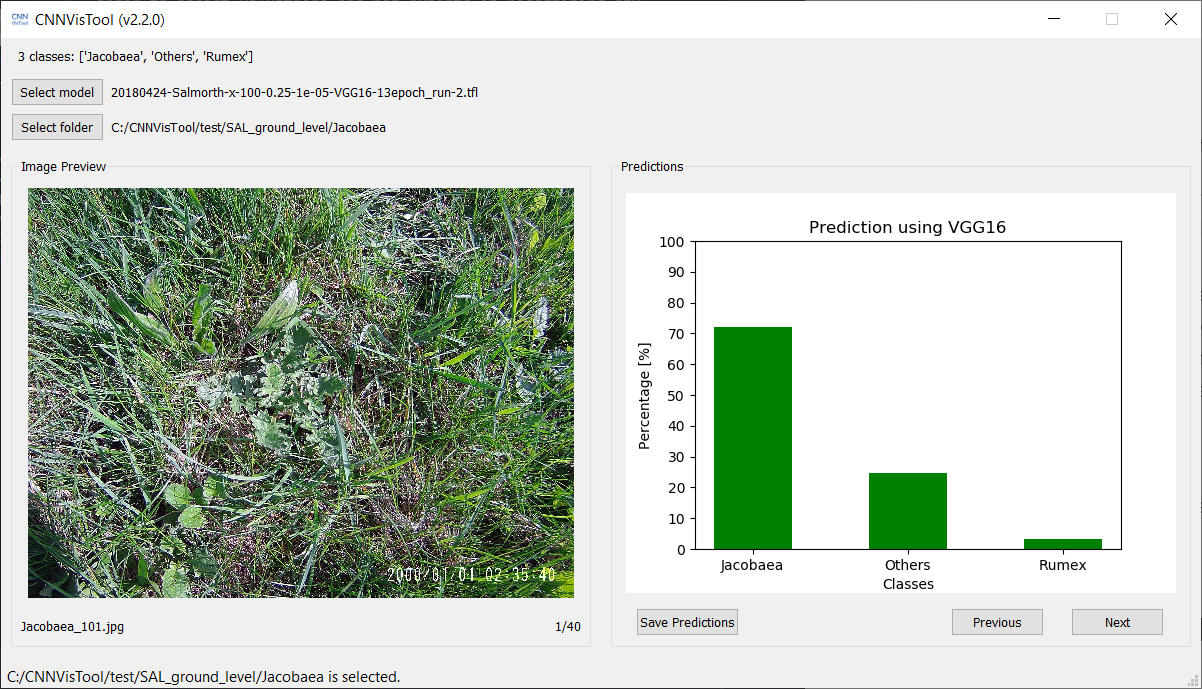 CNN
VisTool
CNNVisTool (v2.2.0)
3 classes: ['Jacobaea', 'Others', 'Rumex']
Select model 20180424-Salmorth-x-100-0.25-1e-05-VGG16-13epoch_run-2.tfl
Select folder C:/CNNVisTool/test/SAL_ground_level/Jacobaea
Image Preview
2000/01/01 02:35:40
Jacobaea_101.jpg 1/40
Predictions
Prediction using VGG16
100
90
80
70
60
50
40
30
20
10
0
Percentage [%]
Jacobaea Others Rumex
Classes
Save Predictions Previous Next
C:/CNNVisTool/test/SAL_ground_level/Jacobaea is selected.